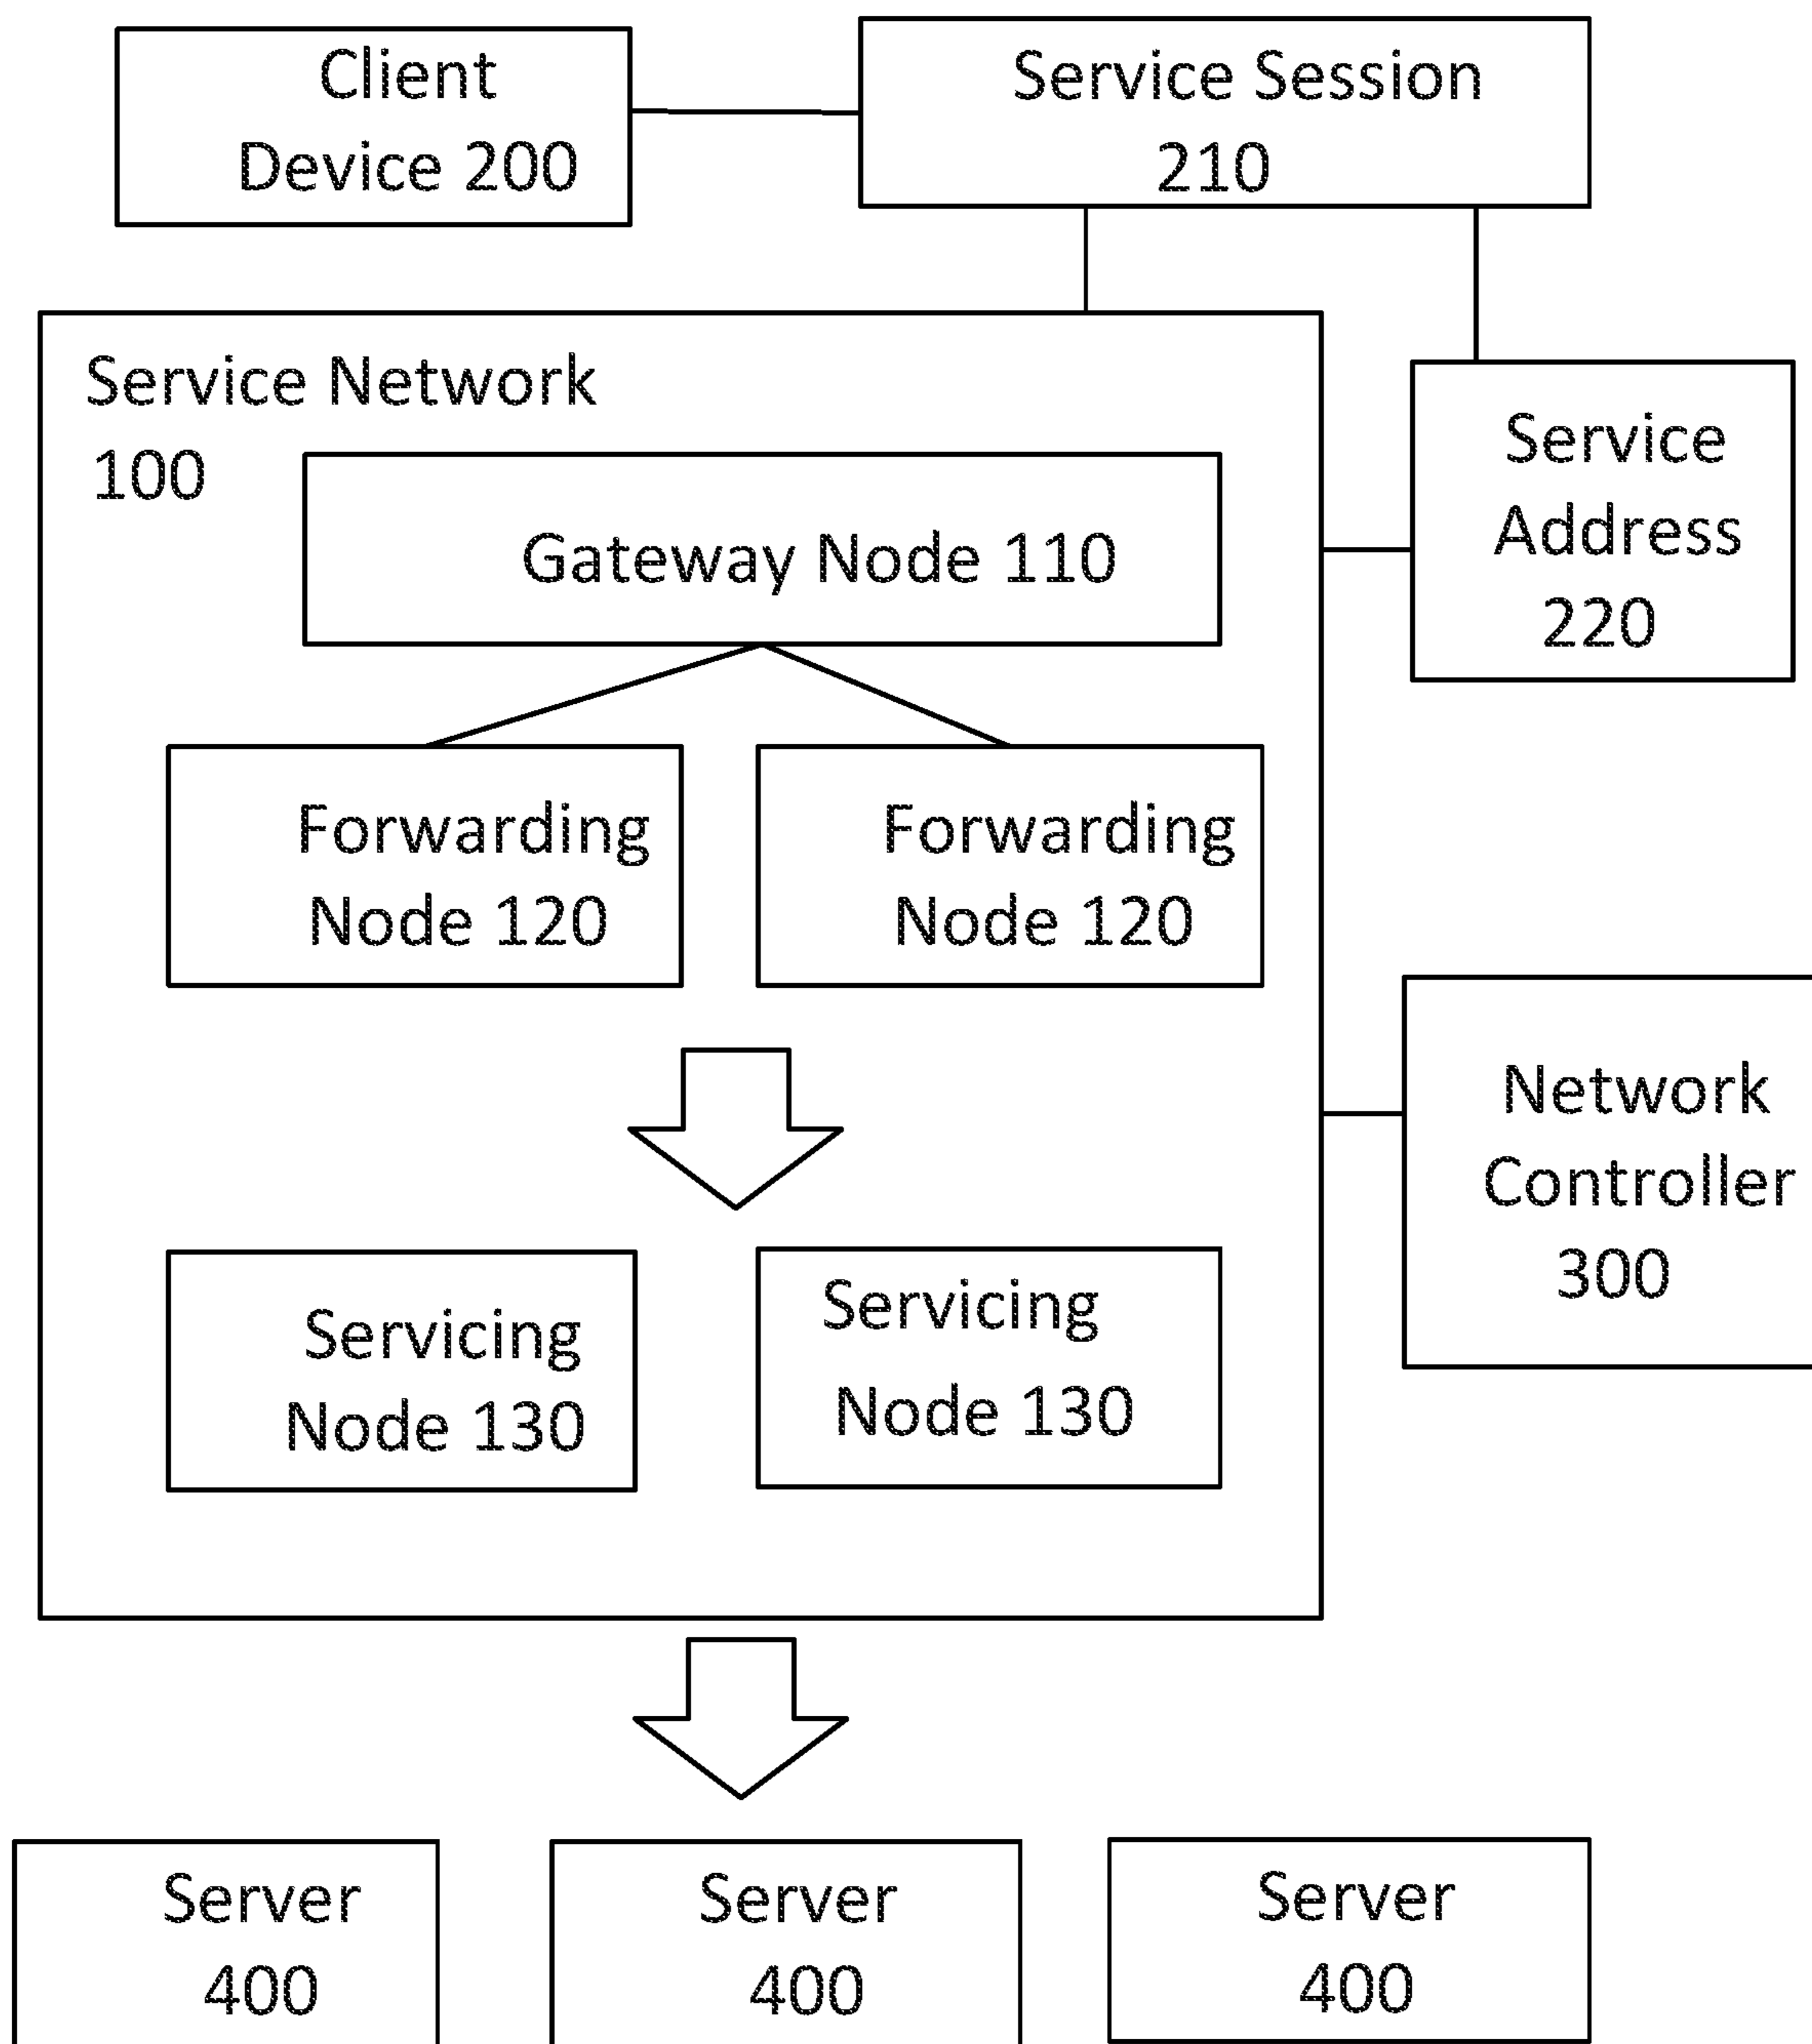 Client
Device 200
Service Session
210
Service Network
100
Gateway Node 110
Service
Address
220
Forwarding
Node 120
Forwarding
Node 120
Network
Controller
300
Servicing
Node 130
Servicing
Node 130
Server
400
Server
400
Server
400